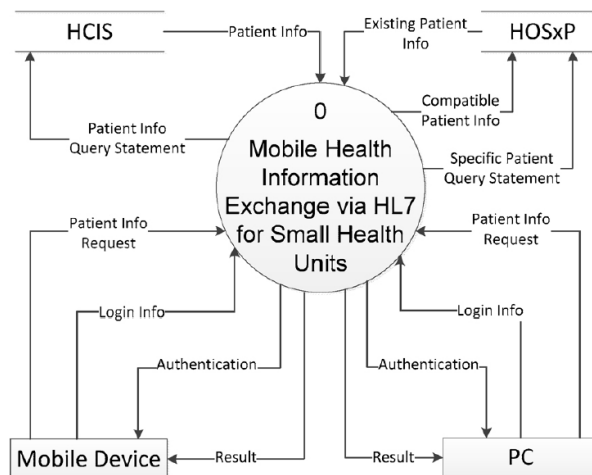 HCIS
Patient Info
Existing Patient
Info
HOSxP
Patient Info
Query Statement
0
Mobile Health
Information
Exchange via HL7
for Small Health
Units
Compatible
Patient Info
Specific Patient
Query Statement
Patient Info
Request
Patient Info
Request
Login Info
Login Info
Authentication
Authentication
Mobile Device
Result
Result
PC